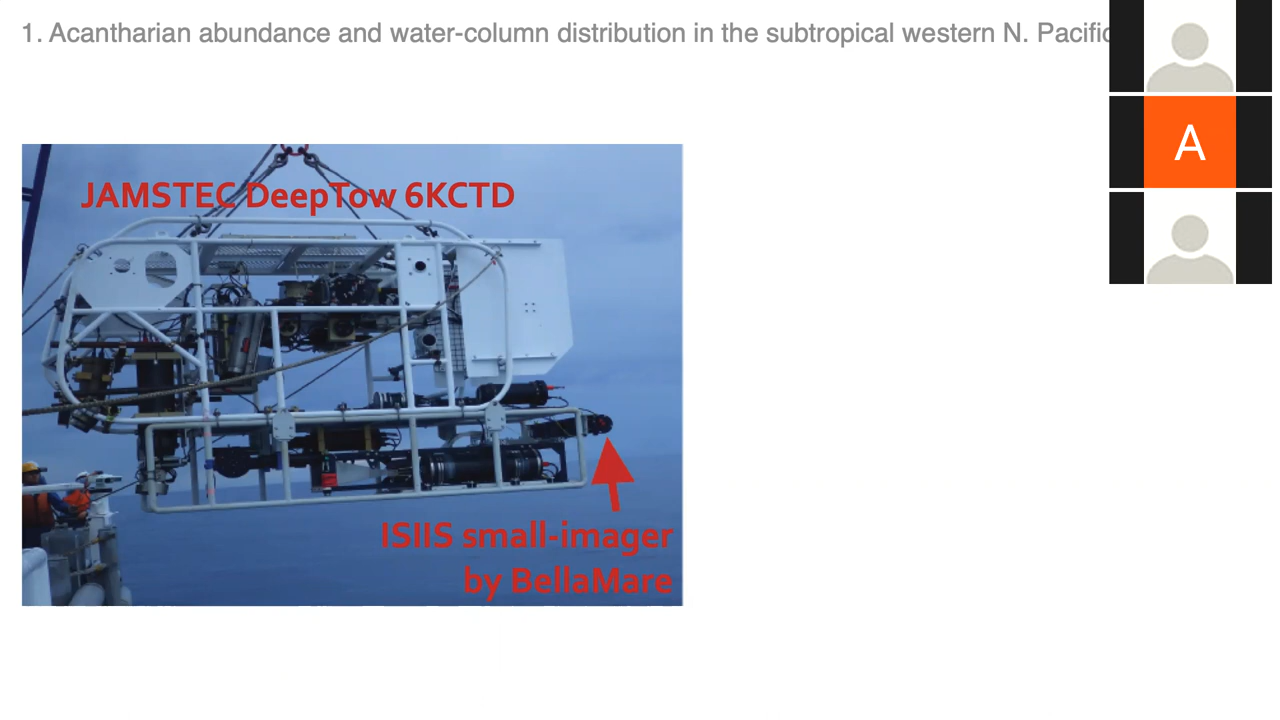 1. Acantharian abundance and water-column distribution in the subtropical western N. Pacific
A
JAMSTEC DeepTow 6KCTD
ISIIS small-imager
by BellaMare